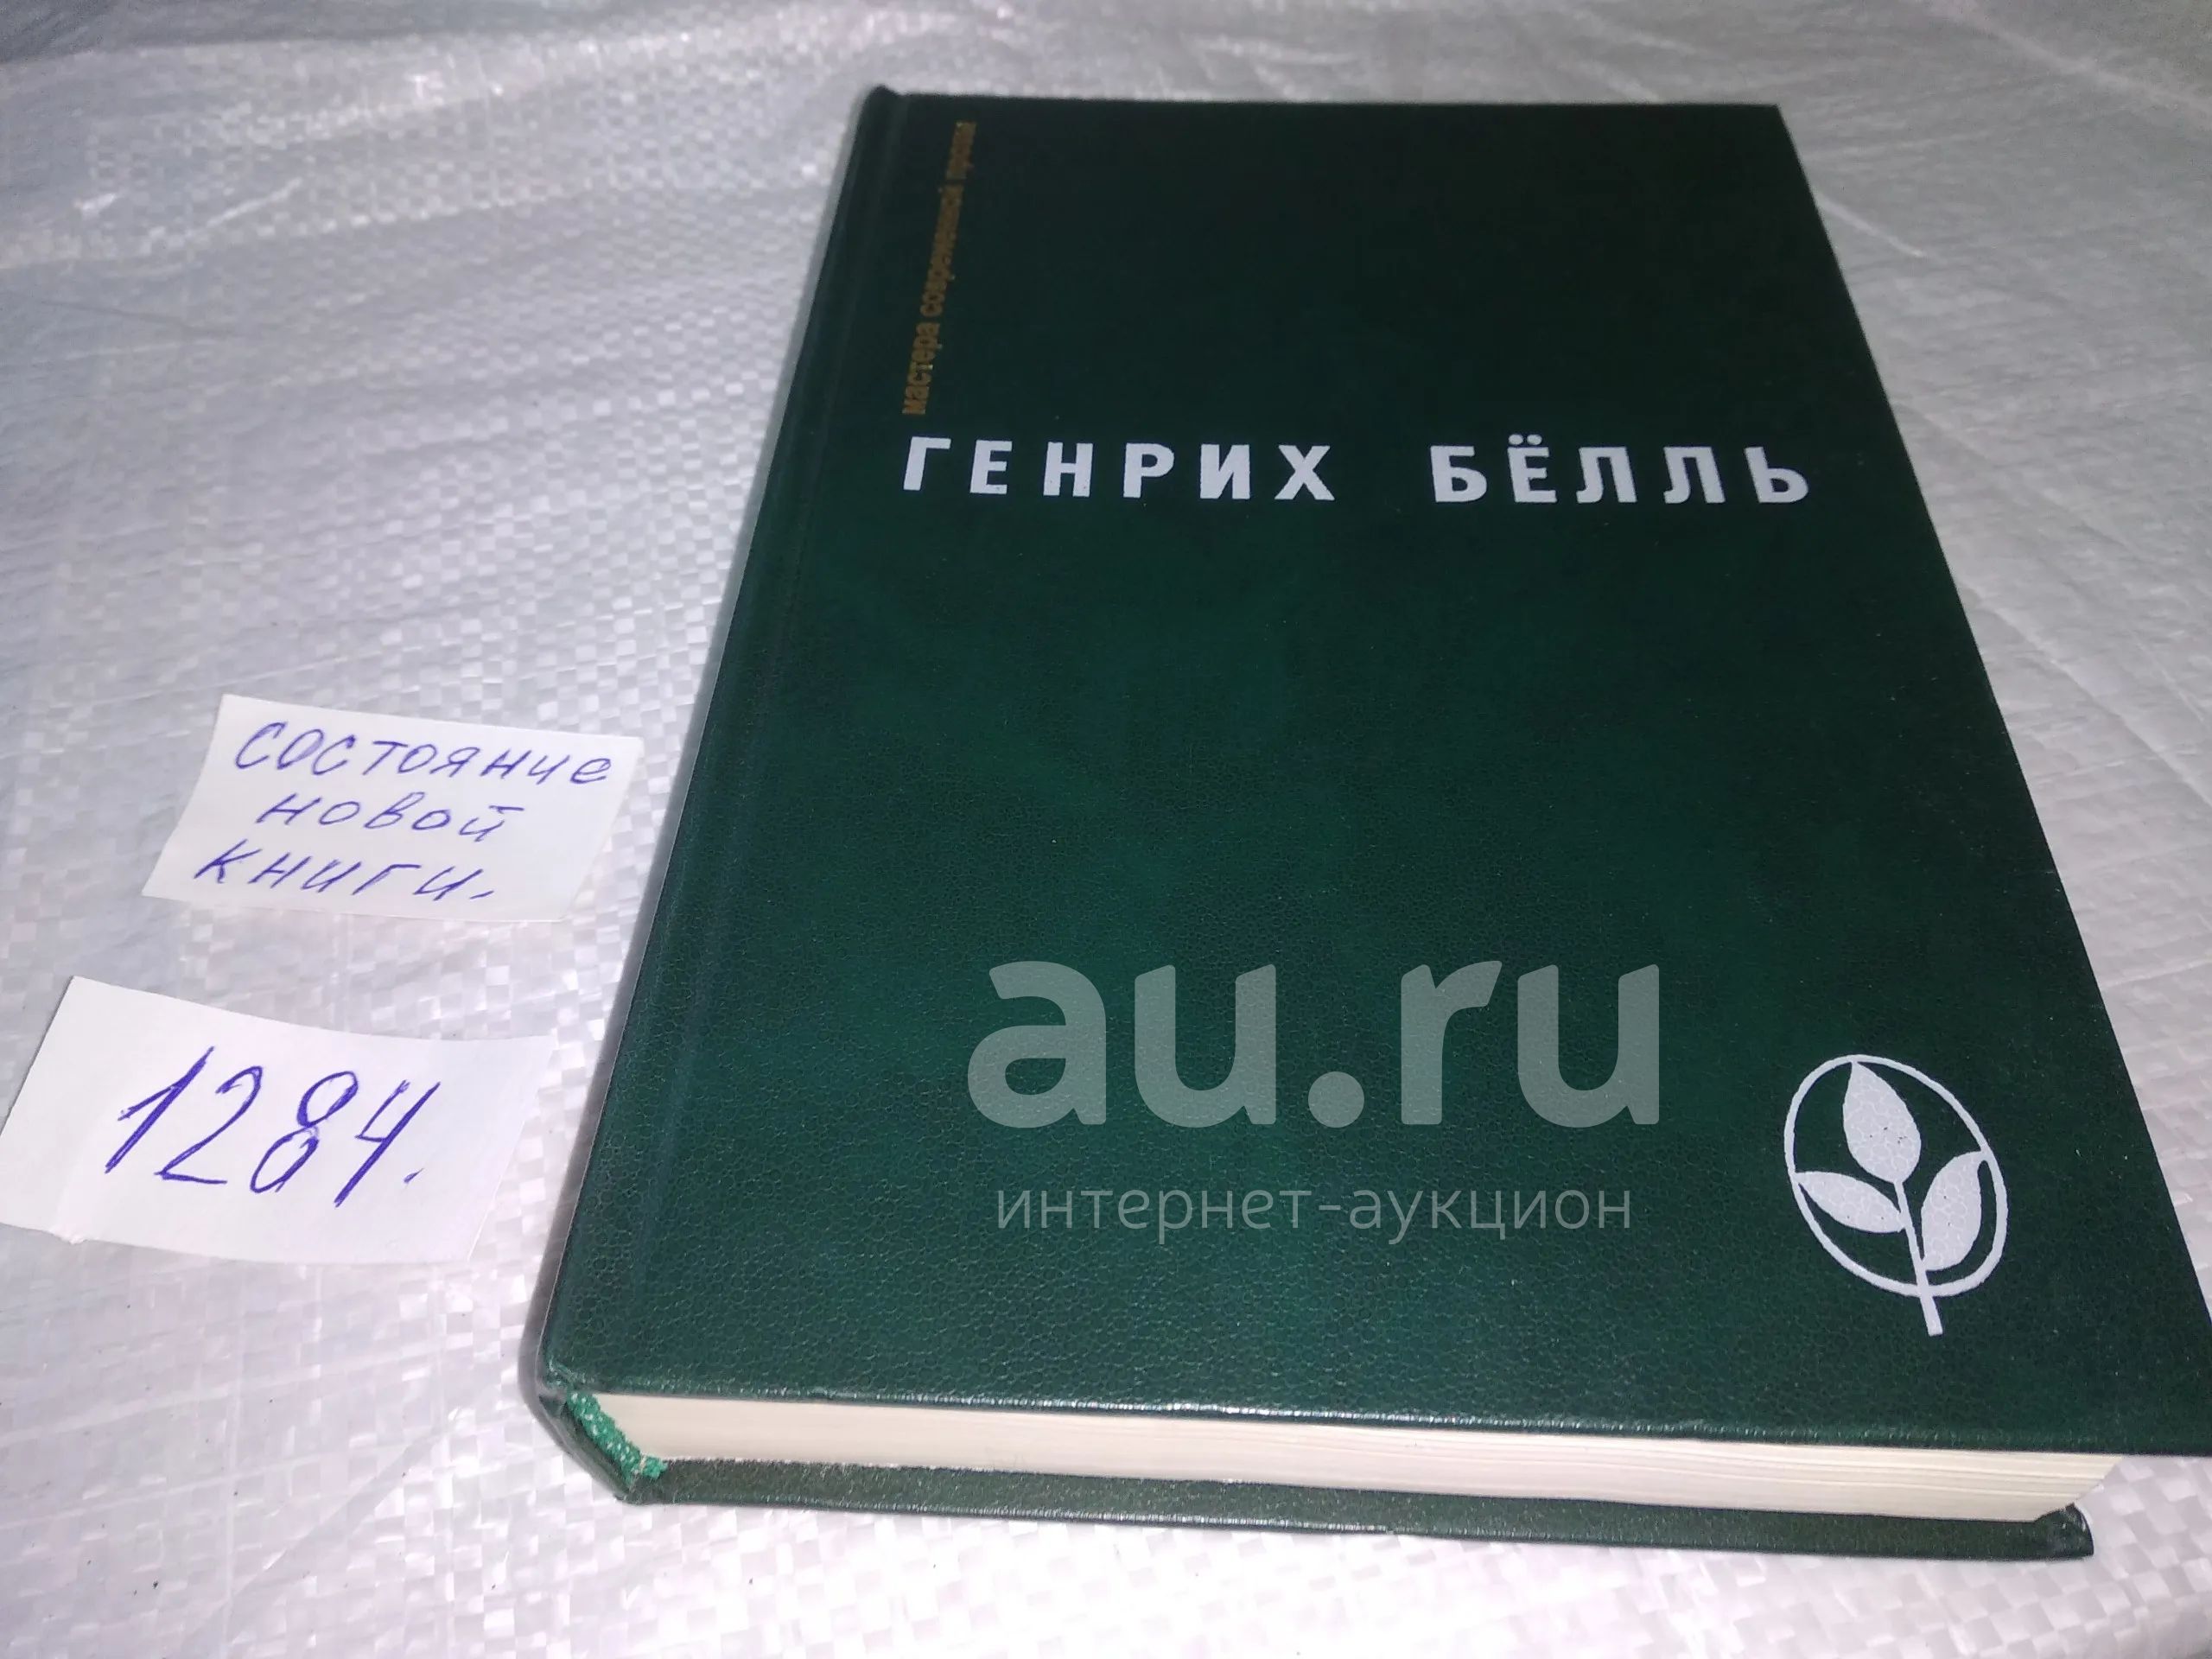 мастера современной прозы
ГЕНРИХ БЁЛЛЬ
состояние
новой
книги.
1284.
au.ru
интернет-аукцион